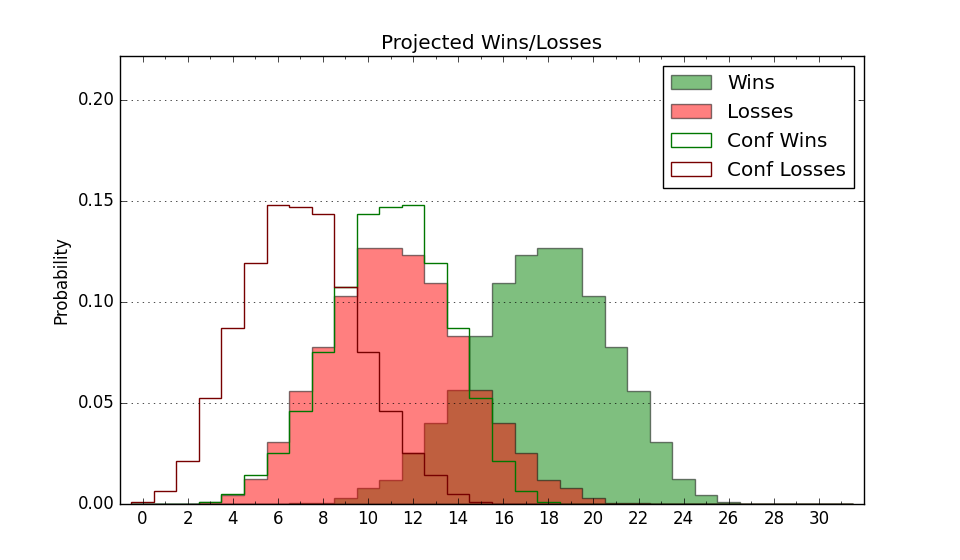 Projected Wins/Losses
Wins
Losses
Conf Wins
Conf Losses
Probability
0.20
0.15
0.10
0.05
0.00
0 2 4 6 8 10 12 14 16 18 20 22 24 26 28 30